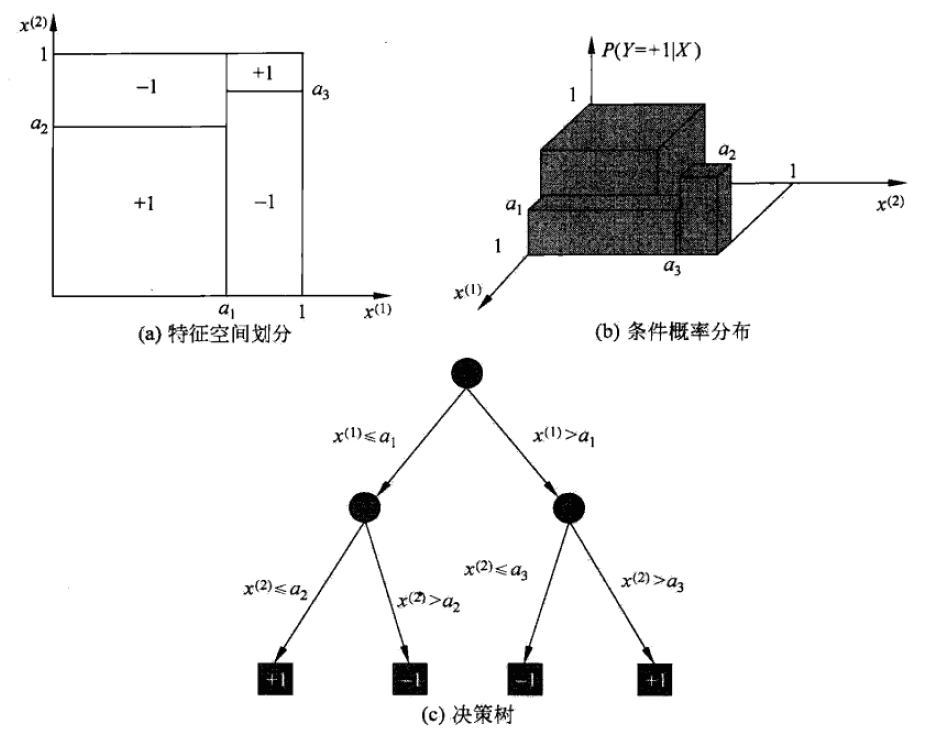 x⁽²⁾
1
−1
+1
a₃
a₂
+1
−1
a₁
1
x⁽¹⁾
(a) 特征空间划分
P(Y=+1|X)
1
a₂
1
x⁽²⁾
a₁
1
a₃
x⁽¹⁾
(b) 条件概率分布
x⁽¹⁾≤a₁
x⁽¹⁾>a₁
x⁽²⁾≤a₂
x⁽²⁾>a₂
x⁽²⁾≤a₃
x⁽²⁾>a₃
+1
−1
−1
+1
(c) 决策树